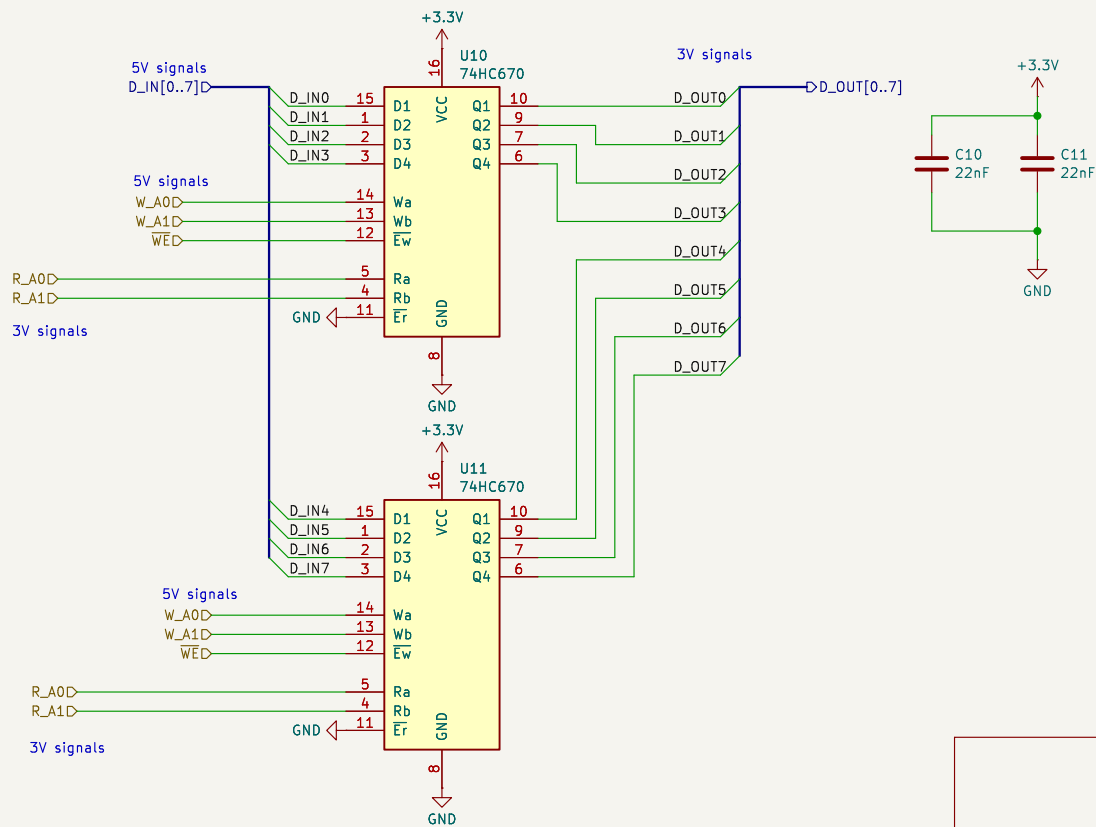 +3.3V
U10
74HC670
16
VCC
5V signals
D_IN[0..7]
3V signals
D_OUT[0..7]
D_IN0 15 D1 Q1 10 D_OUT0
D_IN1 1 D2 Q2 9 D_OUT1
D_IN2 2 D3 Q3 7 D_OUT2
D_IN3 3 D4 Q4 6 D_OUT3
5V signals
W_A0 14 Wa
W_A1 13 Wb
WE 12 Ew
D_OUT4
R_A0 5 Ra
D_OUT5
R_A1 4 Rb
GND 11 Er
GND
D_OUT6
3V signals
8
D_OUT7
GND
+3.3V
C10
22nF
C11
22nF
GND
+3.3V
U11
74HC670
16
VCC
D_IN4 15 D1 Q1 10
D_IN5 1 D2 Q2 9
D_IN6 2 D3 Q3 7
D_IN7 3 D4 Q4 6
5V signals
W_A0 14 Wa
W_A1 13 Wb
WE 12 Ew
R_A0 5 Ra
R_A1 4 Rb
GND 11 Er
GND
3V signals
8
GND